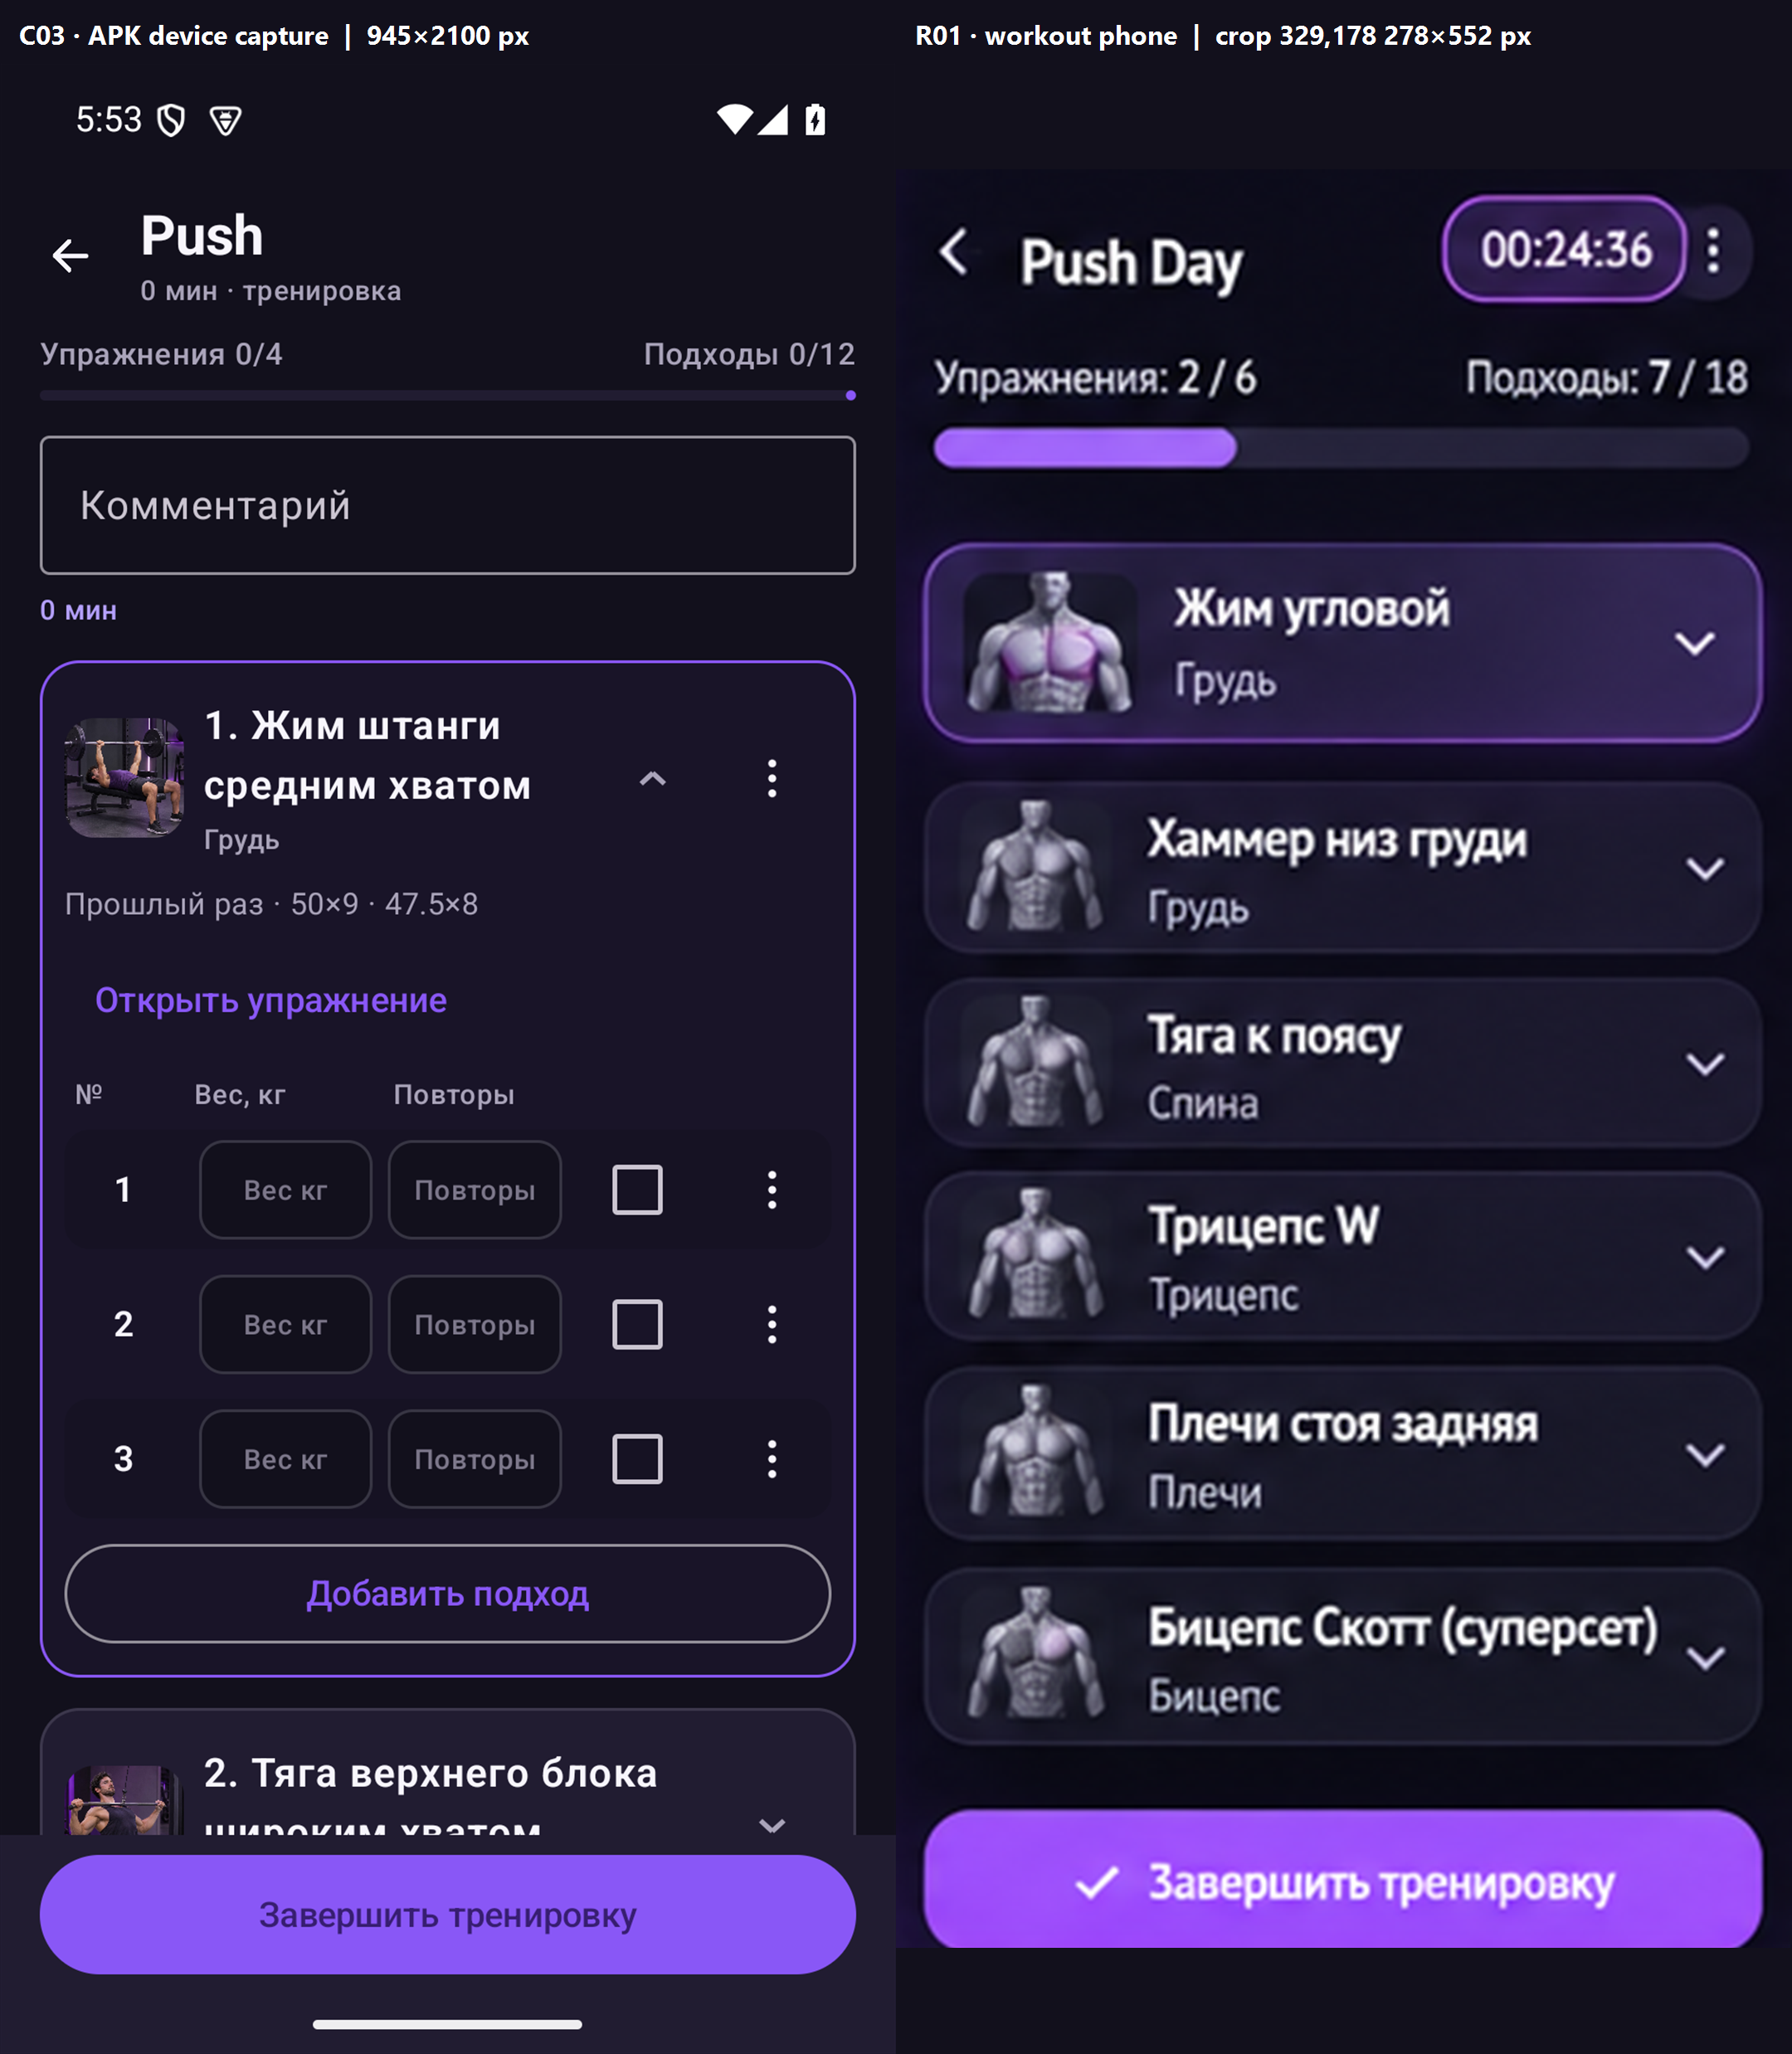 C03 · APK device capture | 945×2100 px
5:53
Push
0 мин · тренировка
Упражнения 0/4
Подходы 0/12
Комментарий
0 мин
1. Жим штанги
средним хватом
Грудь
Прошлый раз · 50×9 · 47.5×8
Открыть упражнение
№ Вес, кг Повторы
1 Вес кг Повторы
2 Вес кг Повторы
3 Вес кг Повторы
Добавить подход
2. Тяга верхнего блока
широким хватом
Завершить тренировку
R01 · workout phone | crop 329,178 278×552 px
Push Day
00:24:36
Упражнения: 2 / 6
Подходы: 7 / 18
Жим угловой
Грудь
Хаммер низ груди
Грудь
Тяга к поясу
Спина
Трицепс W
Трицепс
Плечи стоя задняя
Плечи
Бицепс Скотт (суперсет)
Бицепс
Завершить тренировку